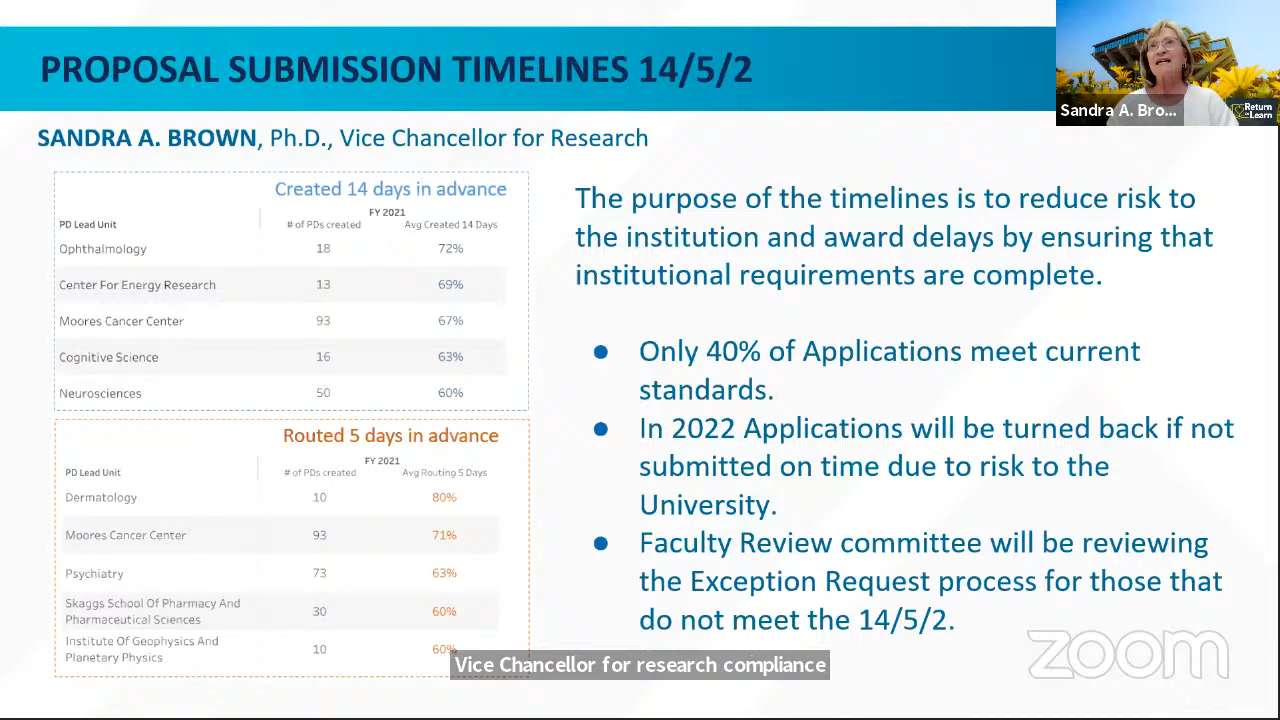 PROPOSAL SUBMISSION TIMELINES 14/5/2
Sandra A. Bro...
Return
to Learn
SANDRA A. BROWN, Ph.D., Vice Chancellor for Research
Created 14 days in advance
FY 2021
PD Lead Unit # of PDs created Avg Created 14 Days
Ophthalmology 18 72%
Center For Energy Research 13 69%
Moores Cancer Center 93 67%
Cognitive Science 16 63%
Neurosciences 50 60%
Routed 5 days in advance
FY 2021
PD Lead Unit # of PDs created Avg Routing 5 Days
Dermatology 10 80%
Moores Cancer Center 93 71%
Psychiatry 73 63%
Skaggs School Of Pharmacy And
Pharmaceutical Sciences 30 60%
Institute Of Geophysics And
Planetary Physics 10 60%
The purpose of the timelines is to reduce risk to
the institution and award delays by ensuring that
institutional requirements are complete.
● Only 40% of Applications meet current
standards.
● In 2022 Applications will be turned back if not
submitted on time due to risk to the
University.
● Faculty Review committee will be reviewing
the Exception Request process for those that
do not meet the 14/5/2.
Vice Chancellor for research compliance
zoom